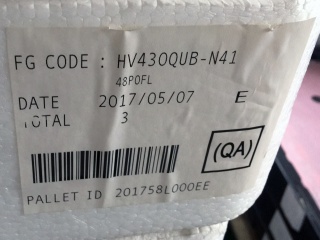 FG CODE : HV430QUB-N41
48P0FL
DATE 2017/05/07 E
TOTAL 3
(QA)
PALLET ID 201758L000EE